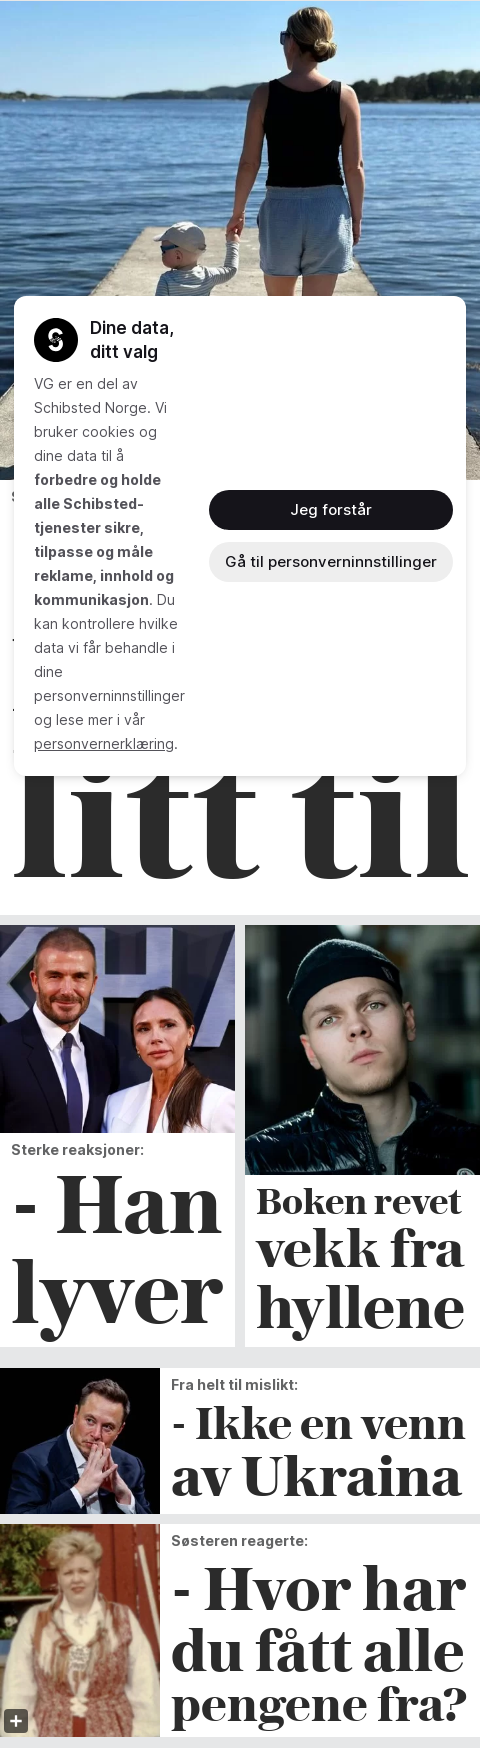 Dine data,
ditt valg
VG er en del av
Schibsted Norge. Vi
bruker cookies og
dine data til å
forbedre og holde
alle Schibsted-
tjenester sikre,
tilpasse og måle
reklame, innhold og
kommunikasjon. Du
kan kontrollere hvilke
data vi får behandle i
dine
personverninnstillinger
og lese mer i vår
personvernerklæring.
Jeg forstår
Gå til personverninnstillinger
litt til
Sterke reaksjoner:
- Han
lyver
Boken revet
vekk fra
hyllene
Fra helt til mislikt:
- Ikke en venn
av Ukraina
Søsteren reagerte:
- Hvor har
du fått alle
pengene fra?